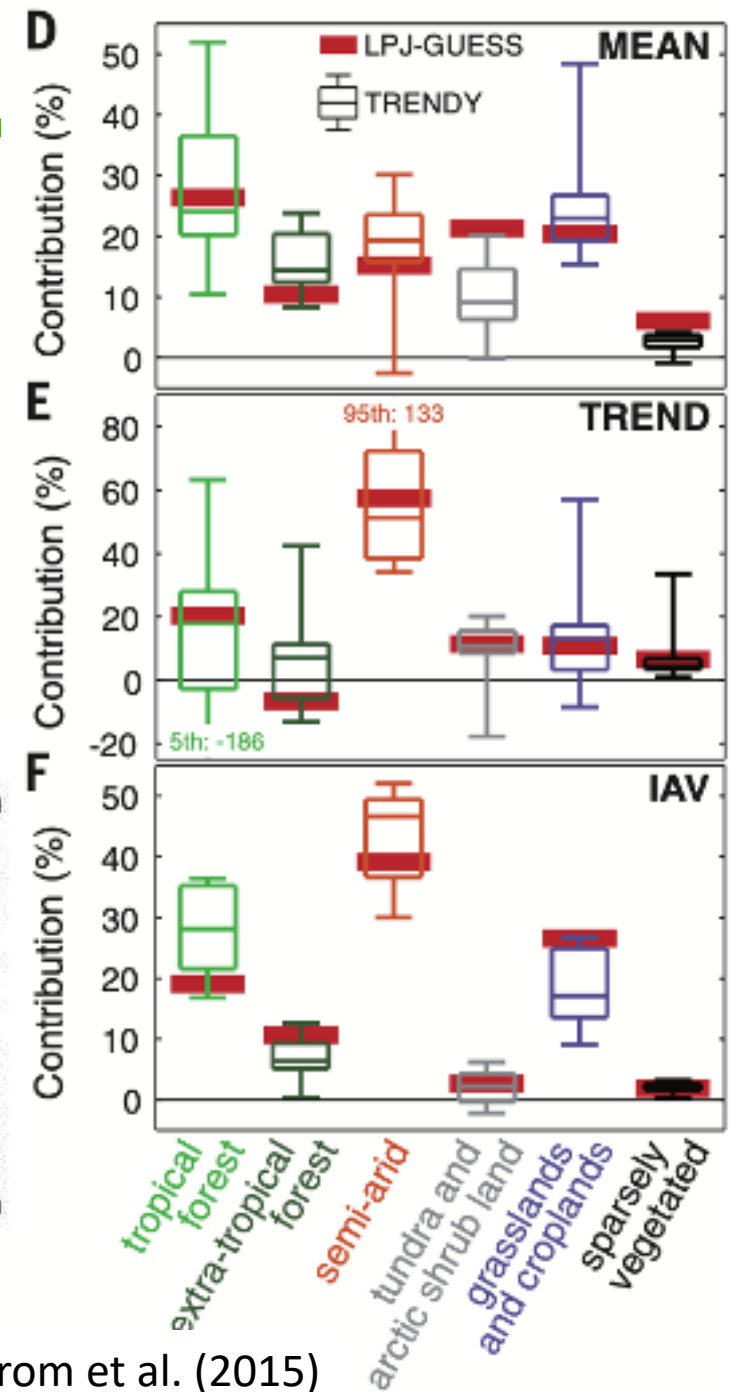 D
MEAN
LPJ-GUESS
TRENDY
Contribution (%)
50
40
30
20
10
0
E
TREND
95th: 133
5th: -186
Contribution (%)
80
60
40
20
0
-20
F
IAV
Contribution (%)
50
40
30
20
10
0
tropical
forest
extra-tropical
forest
semi-arid
tundra and
arctic shrub land
grasslands
and croplands
sparsely
vegetated
rom et al. (2015)